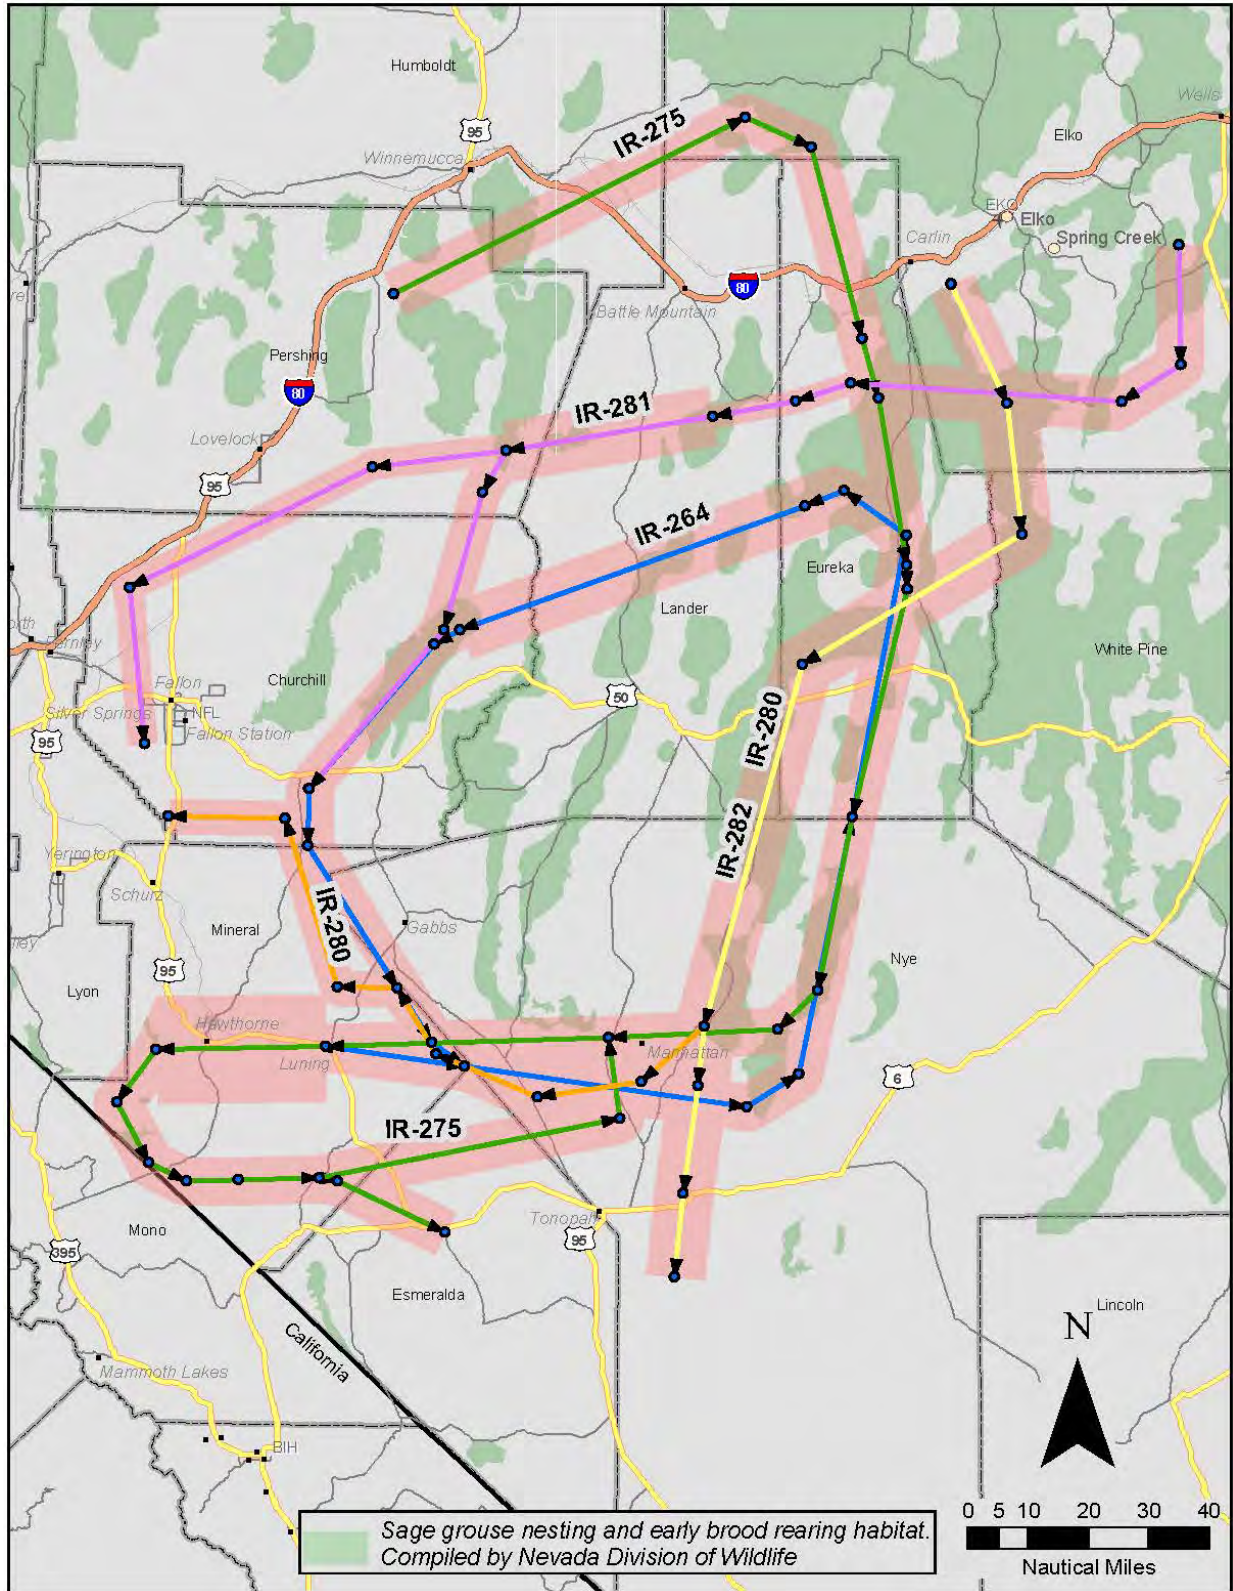 Humboldt
95
IR-275
Wells
Elko
Winnemucca
EKO
Elko
Spring Creek
Carlin
80
Battle Mountain
Pershing
80
IR-281
Lovelock
95
IR-264
Eureka
Lander
White Pine
Fernley
Churchill
Fallon
50
Silver Springs
NFL
Fallon Station
95
IR-280
IR-282
Yerington
Schurz
IR-280
Gabbs
Mineral
Nye
95
Lyon
Hawthorne
Luning
Manhattan
6
IR-275
Tonopah
Mono
95
395
Esmeralda
Lincoln
California
N
Mammoth Lakes
BIH
0 5 10 20 30 40
Nautical Miles
Sage grouse nesting and early brood rearing habitat.
Compiled by Nevada Division of Wildlife